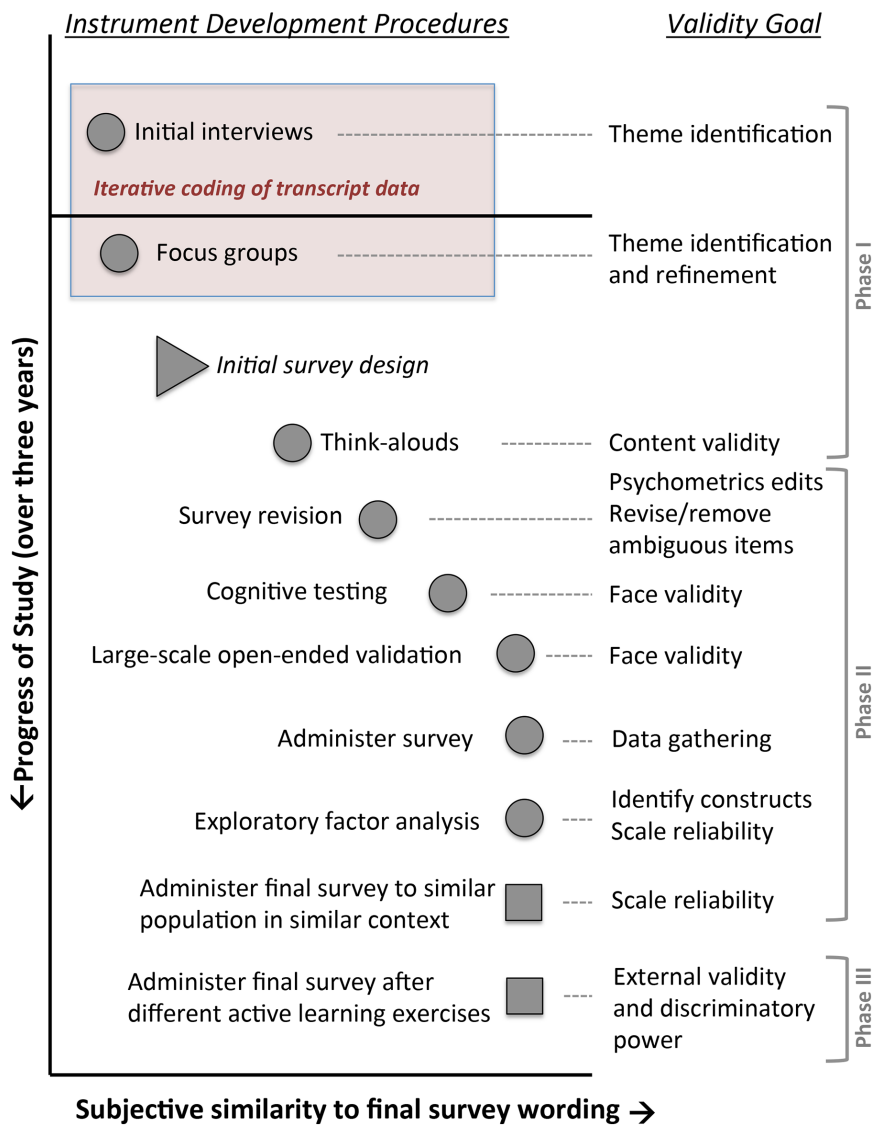 Instrument Development Procedures
Validity Goal
Initial interviews
Theme identification
Iterative coding of transcript data
Focus groups
Theme identification
and refinement
Initial survey design
Think-alouds
Content validity
Phase I
Survey revision
Psychometrics edits
Revise/remove
ambiguous items
Cognitive testing
Face validity
Large-scale open-ended validation
Face validity
Administer survey
Data gathering
Exploratory factor analysis
Identify constructs
Scale reliability
Administer final survey to similar
population in similar context
Scale reliability
Phase II
Administer final survey after
different active learning exercises
External validity
and discriminatory
power
Phase III
←Progress of Study (over three years)
Subjective similarity to final survey wording →